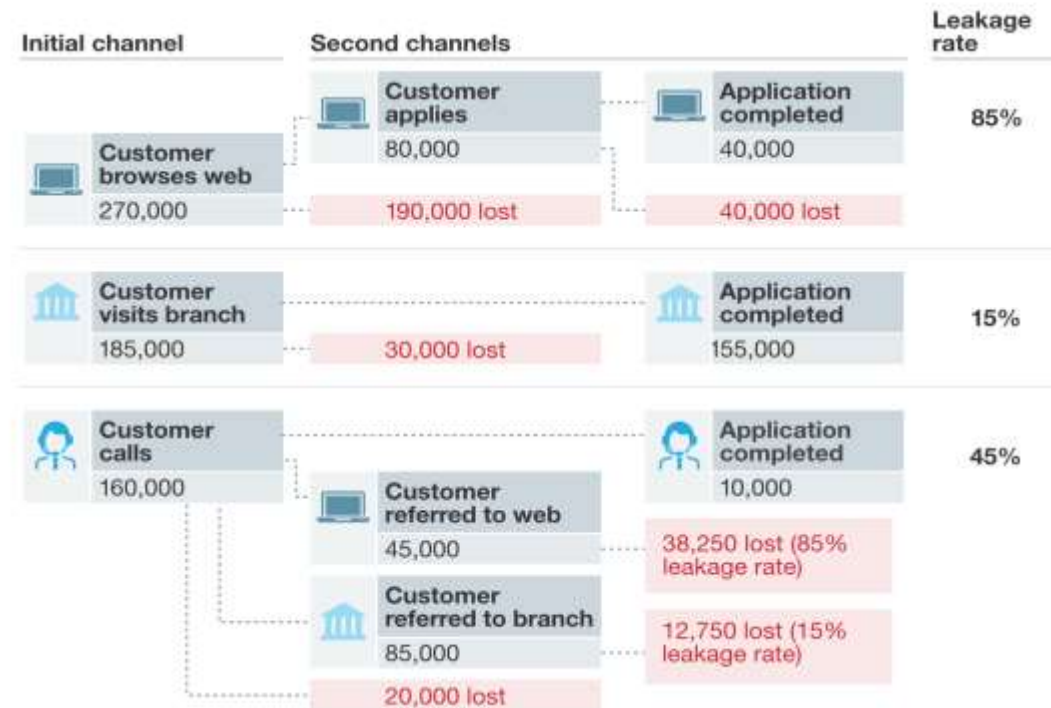 Initial channel
Second channels
Leakage
rate
Customer
browses web
270,000
Customer
applies
80,000
190,000 lost
Application
completed
40,000
40,000 lost
85%
Customer
visits branch
185,000
30,000 lost
Application
completed
155,000
15%
Customer
calls
160,000
Application
completed
10,000
45%
Customer
referred to web
45,000
38,250 lost (85%
leakage rate)
Customer
referred to branch
85,000
12,750 lost (15%
leakage rate)
20,000 lost